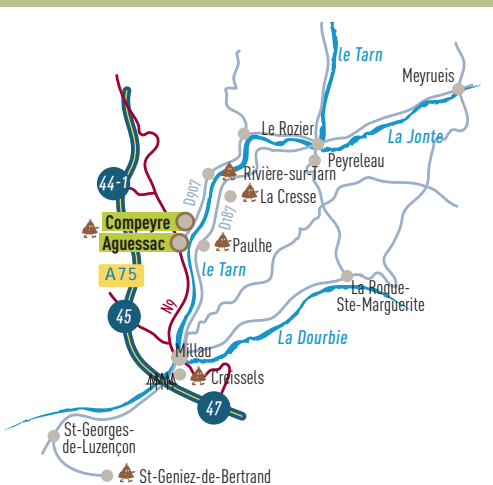 le Tarn
Meyrueis
Le Rozier
La Jonte
Peyreleau
Rivière-sur-Tarn
44-1
D907
D187
La Cresse
Compeyre
Aguessac
Paulhe
le Tarn
A75
La Roque-
Ste-Marguerite
N9
45
La Dourbie
Millau
Creissels
47
St-Georges-
de-Luzençon
St-Geniez-de-Bertrand